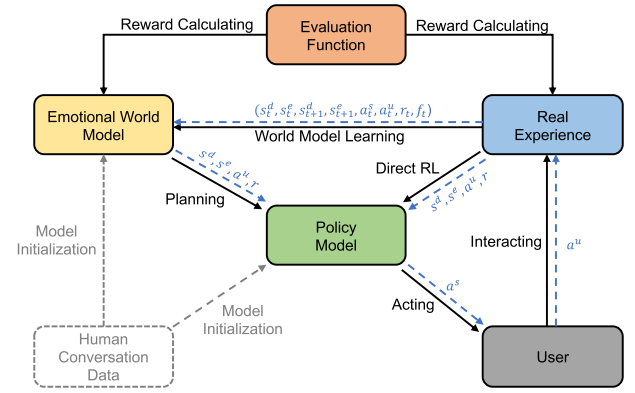 Reward Calculating
Evaluation
Function
Reward Calculating
Emotional World
Model
(s_t^d, s_t^e, s_{t+1}^d, s_{t+1}^e, a_t^s, a_t^u, r_t, f_t)
World Model Learning
Real
Experience
s^d, s^e, a^u, r
Planning
Direct RL
s^d, s^e, a^u, r
Policy
Model
Model
Initialization
Interacting
a^u
Model
Initialization
a^s
Acting
Human
Conversation
Data
User